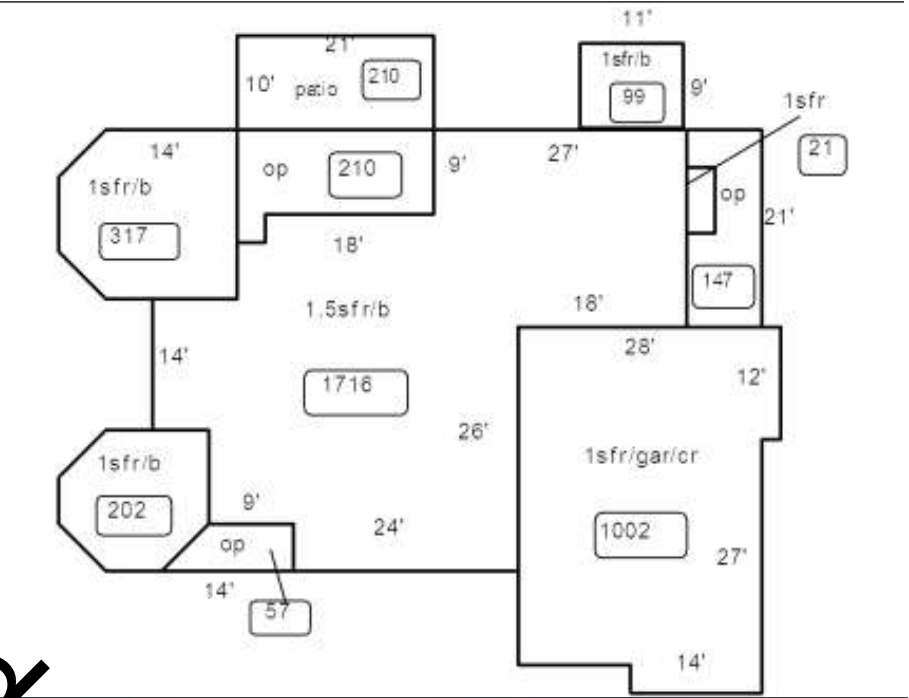 11'
21'
1sfr/b
10'
patio
210
99
9'
1sfr
14'
op
210
9'
27'
21
1sfr/b
op
317
18'
21'
147
1.5sfr/b
18'
14'
28'
1716
12'
26'
1sfr/b
1sfr/gar/cr
202
9'
24'
1002
op
27'
14'
57
14'